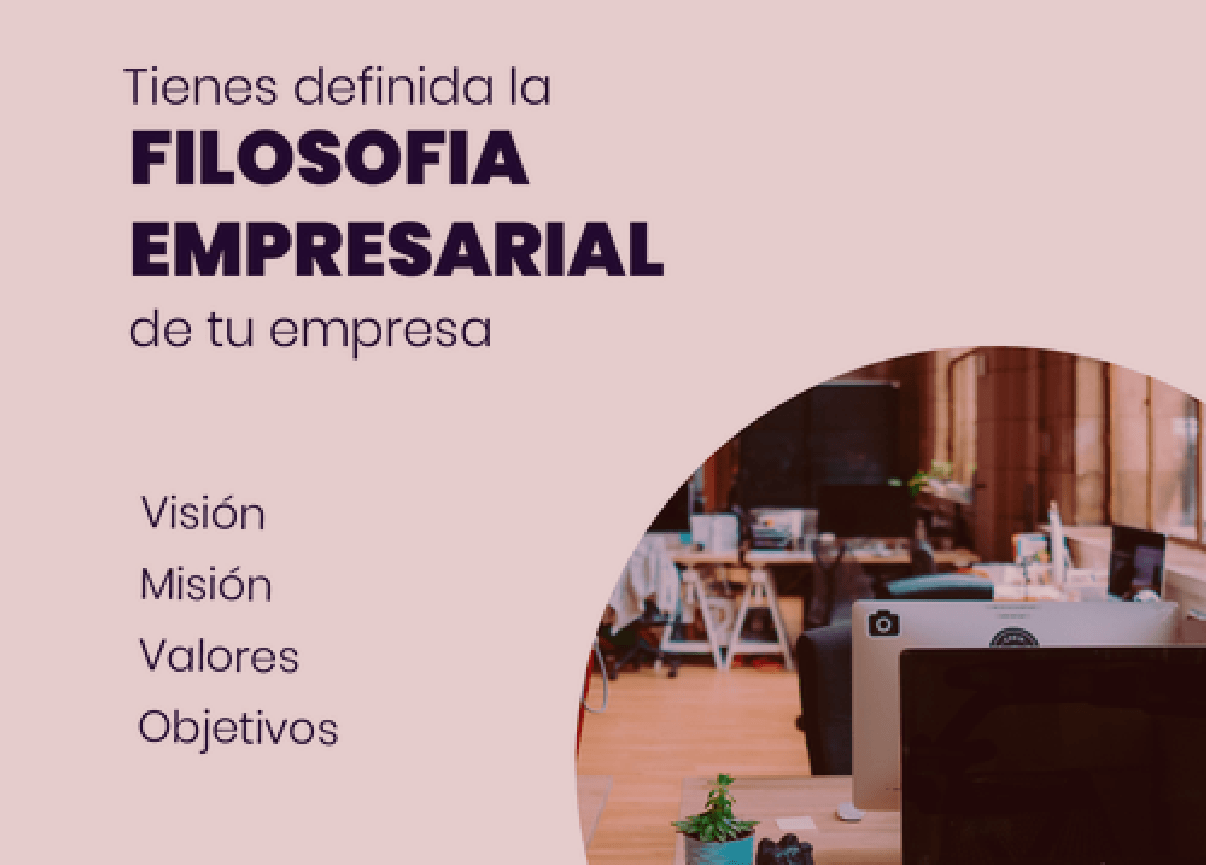 Tienes definida la
FILOSOFIA
EMPRESARIAL
de tu empresa
Visión
Misión
Valores
Objetivos